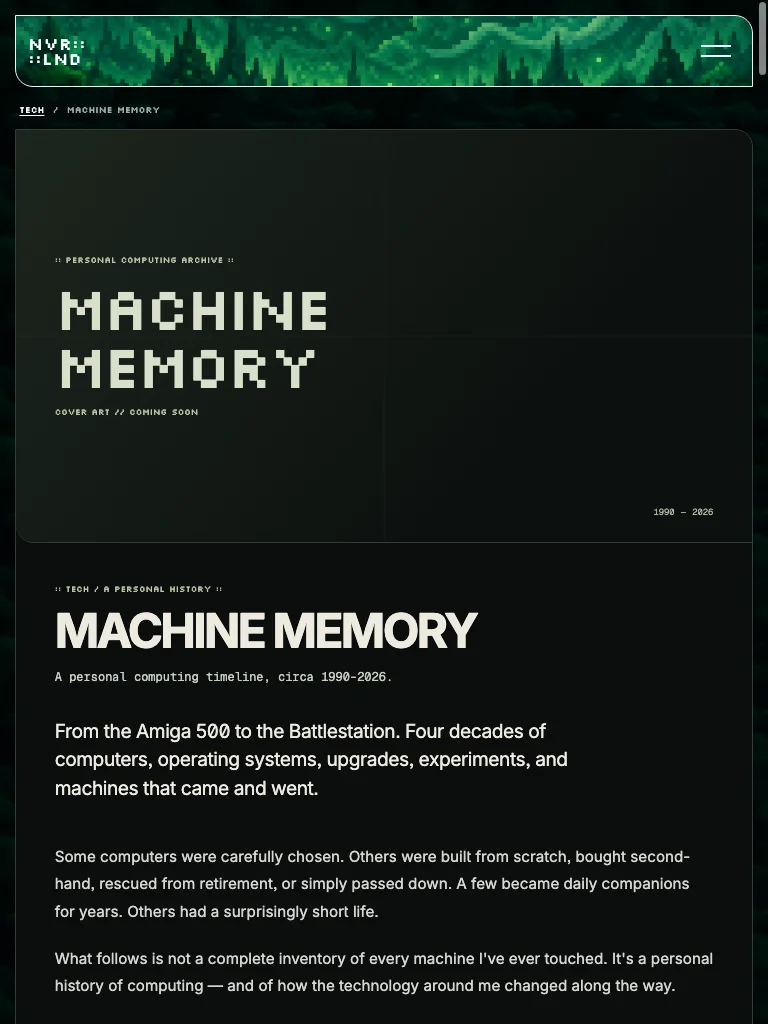 NVR::
::LND
TECH / MACHINE MEMORY
:: PERSONAL COMPUTING ARCHIVE ::
MACHINE
MEMORY
COVER ART // COMING SOON
1990 — 2026
:: TECH / A PERSONAL HISTORY ::
MACHINE MEMORY
A personal computing timeline, circa 1990–2026.
From the Amiga 500 to the Battlestation. Four decades of
computers, operating systems, upgrades, experiments, and
machines that came and went.
Some computers were carefully chosen. Others were built from scratch, bought second-
hand, rescued from retirement, or simply passed down. A few became daily companions
for years. Others had a surprisingly short life.
What follows is not a complete inventory of every machine I've ever touched. It's a personal
history of computing — and of how the technology around me changed along the way.